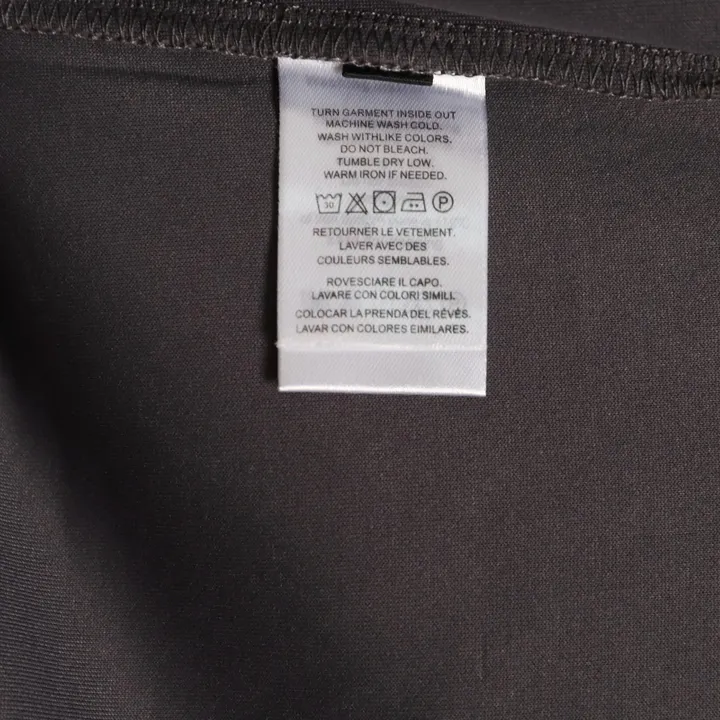 TURN GARMENT INSIDE OUT
MACHINE WASH COLD.
WASH WITHLIKE COLORS.
DO NOT BLEACH.
TUMBLE DRY LOW.
WARM IRON IF NEEDED.
30 P
RETOURNER LE VETEMENT.
LAVER AVEC DES
COULEURS SEMBLABLES.
ROVESCIARE IL CAPO.
LAVARE CON COLORI SIMILI.
COLOCAR LA PRENDA DEL RÉVÉS.
LAVAR CON COLORES EIMILARES.